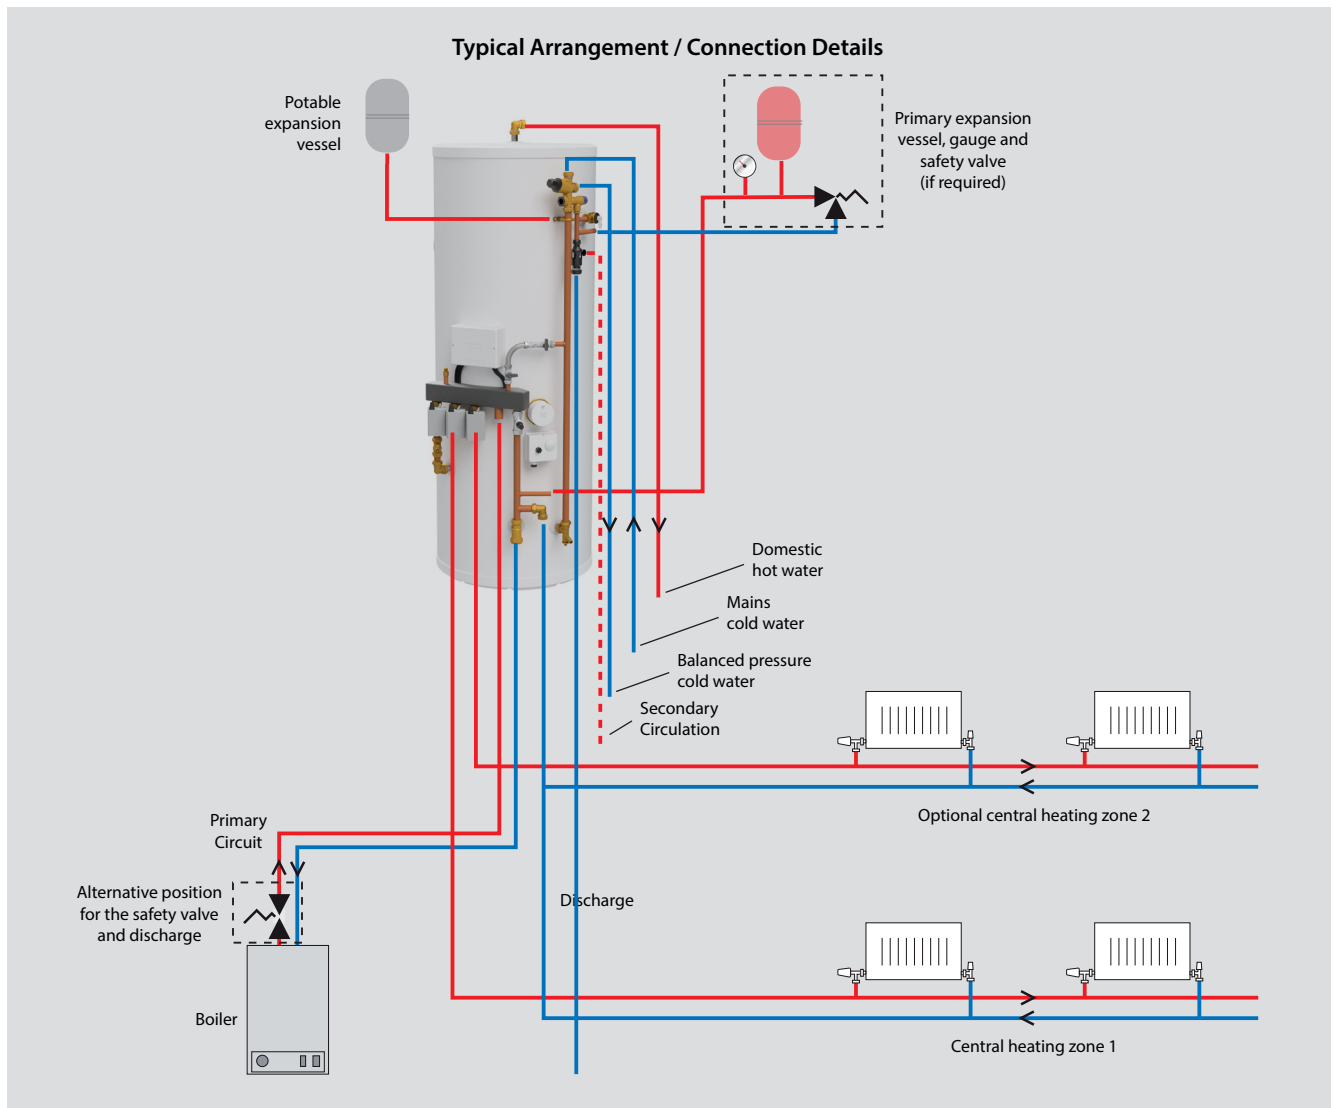 Typical Arrangement / Connection Details
Potable
expansion
vessel
Primary expansion
vessel, gauge and
safety valve
(if required)
Domestic
hot water
Mains
cold water
Balanced pressure
cold water
Secondary
Circulation
Optional central heating zone 2
Primary
Circuit
Alternative position
for the safety valve
and discharge
Discharge
Boiler
Central heating zone 1